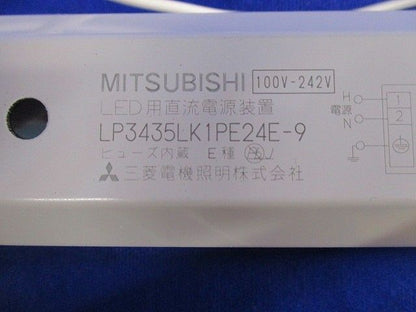 MITSUBISHI 100V-242V
LED用直流電源装置
LP3435LK1PE24E-9
ヒューズ内蔵 E種
三菱電機照明株式会社
電源
H 1
N 2